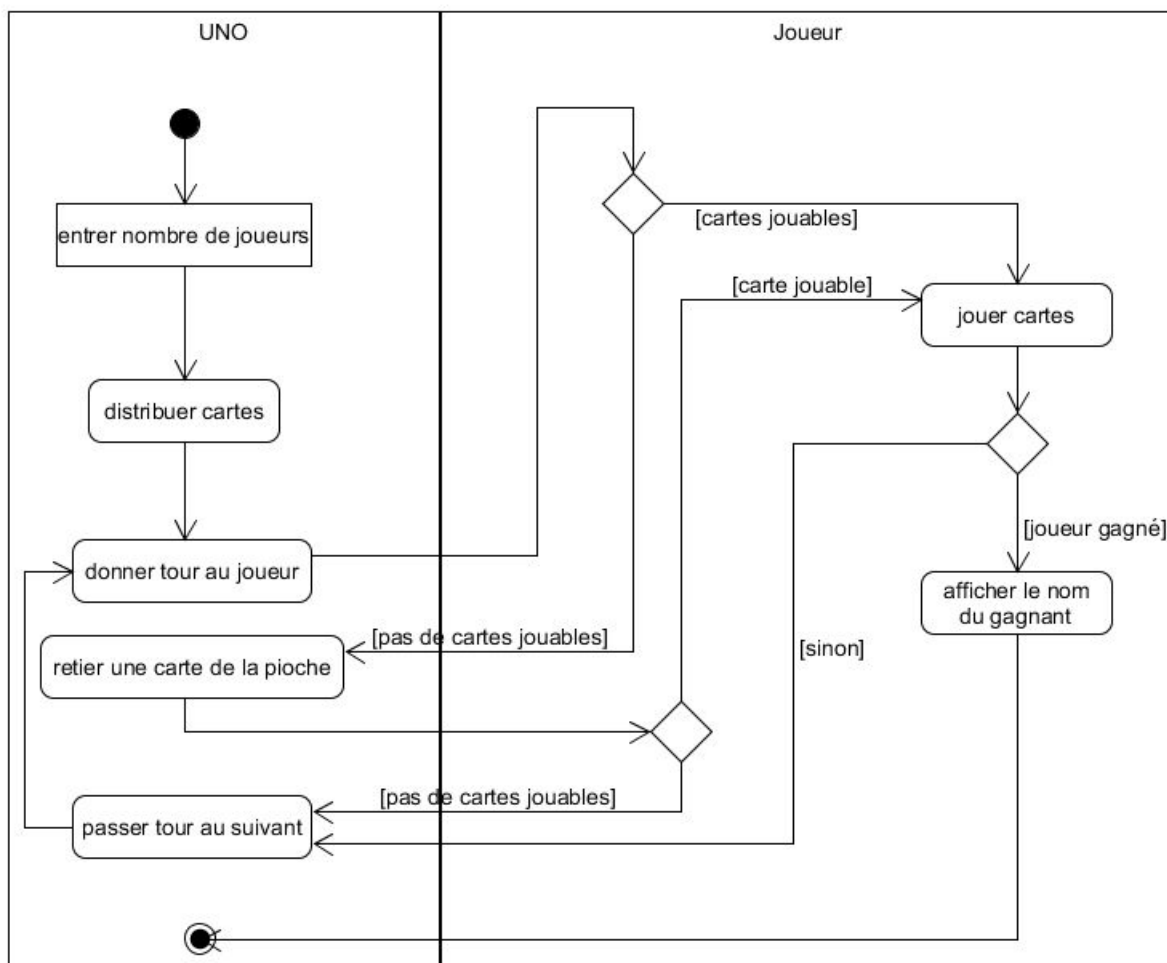 UNO
Joueur
entrer nombre de joueurs
[cartes jouables]
[carte jouable]
jouer cartes
distribuer cartes
[joueur gagné]
donner tour au joueur
afficher le nom
du gagnant
[pas de cartes jouables]
retier une carte de la pioche
[sinon]
[pas de cartes jouables]
passer tour au suivant